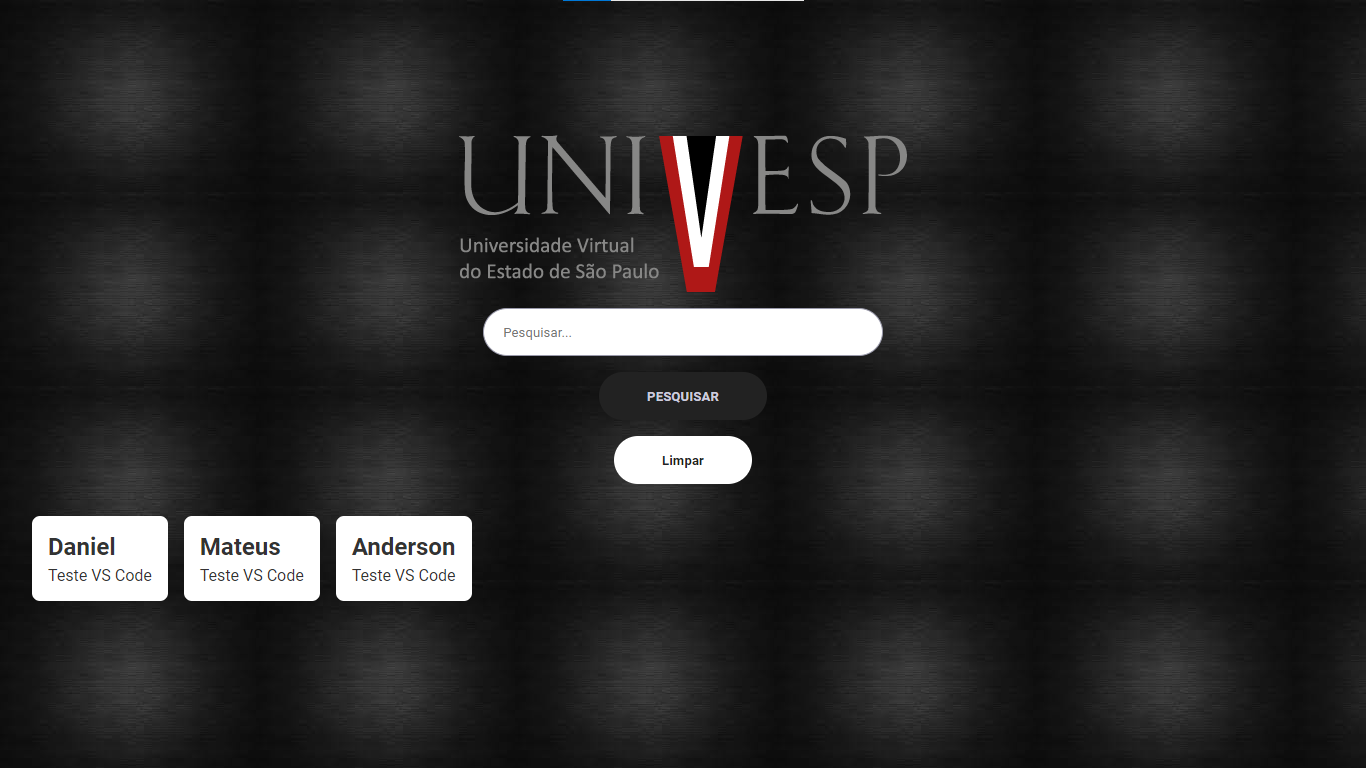 UNIVESP
Universidade Virtual
do Estado de São Paulo
Pesquisar...
PESQUISAR
Limpar
Daniel
Teste VS Code
Mateus
Teste VS Code
Anderson
Teste VS Code